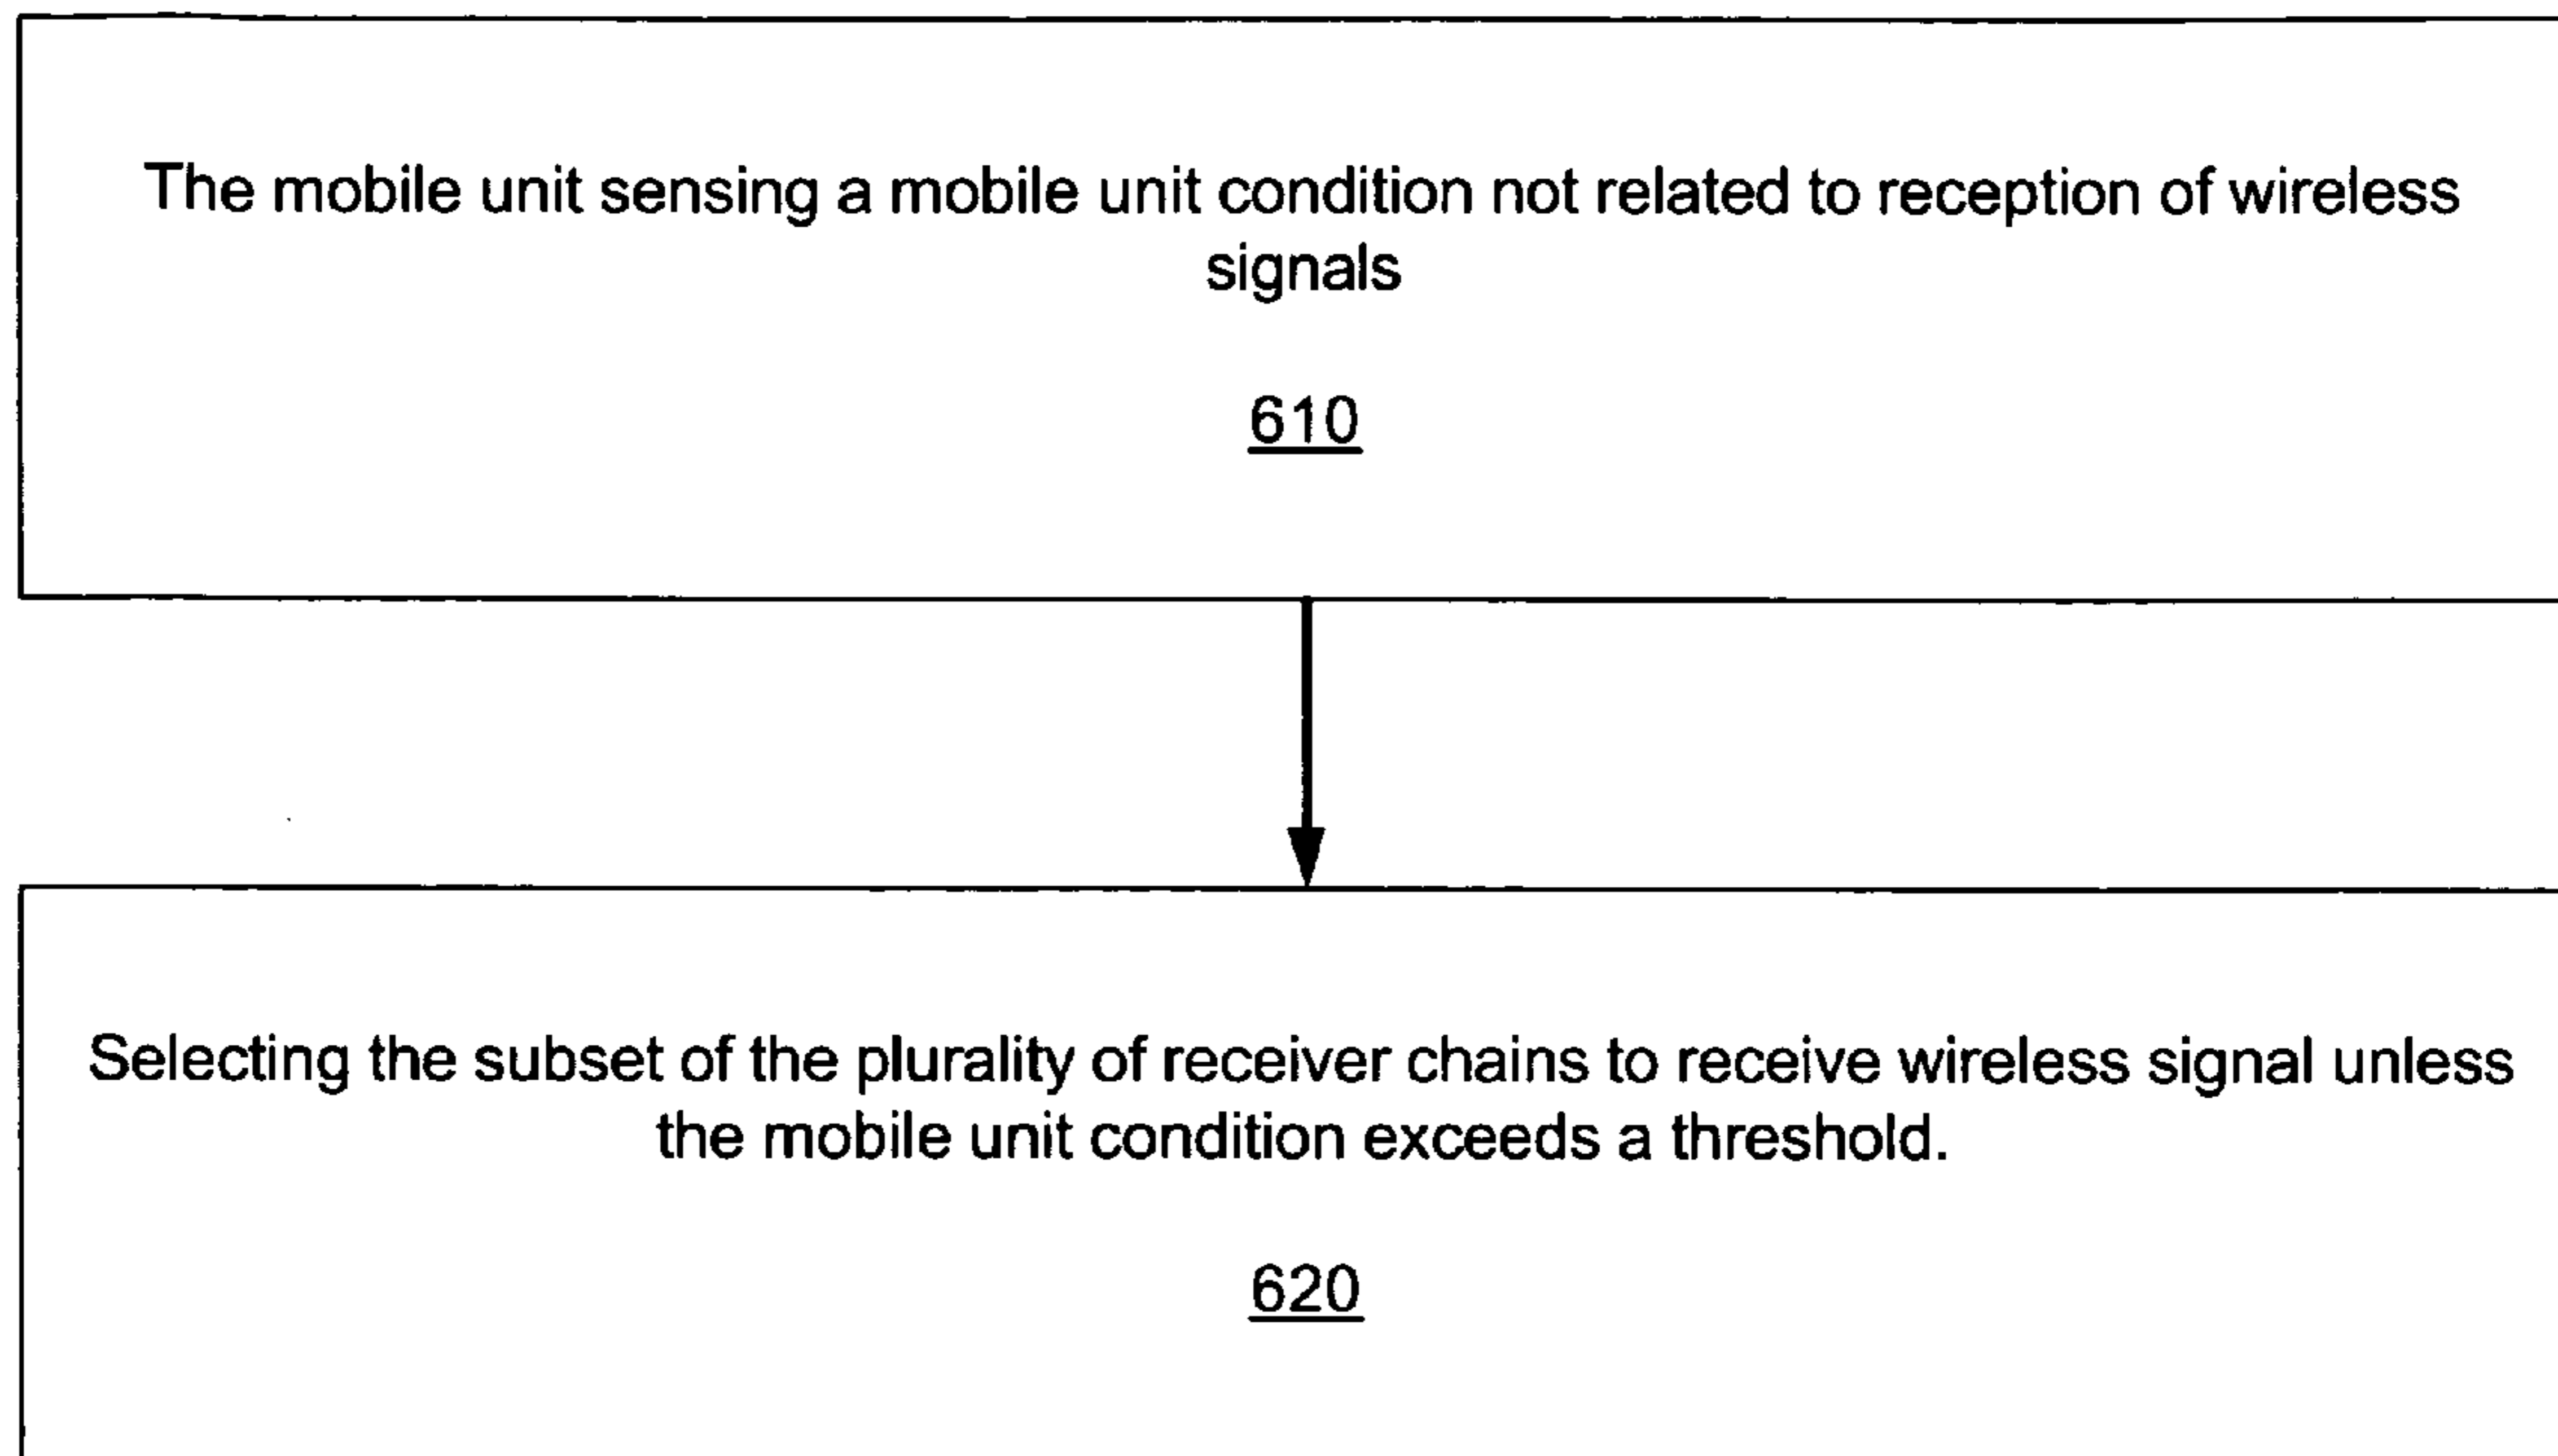 The mobile unit sensing a mobile unit condition not related to reception of wireless
signals
610
Selecting the subset of the plurality of receiver chains to receive wireless signal unless
the mobile unit condition exceeds a threshold.
620